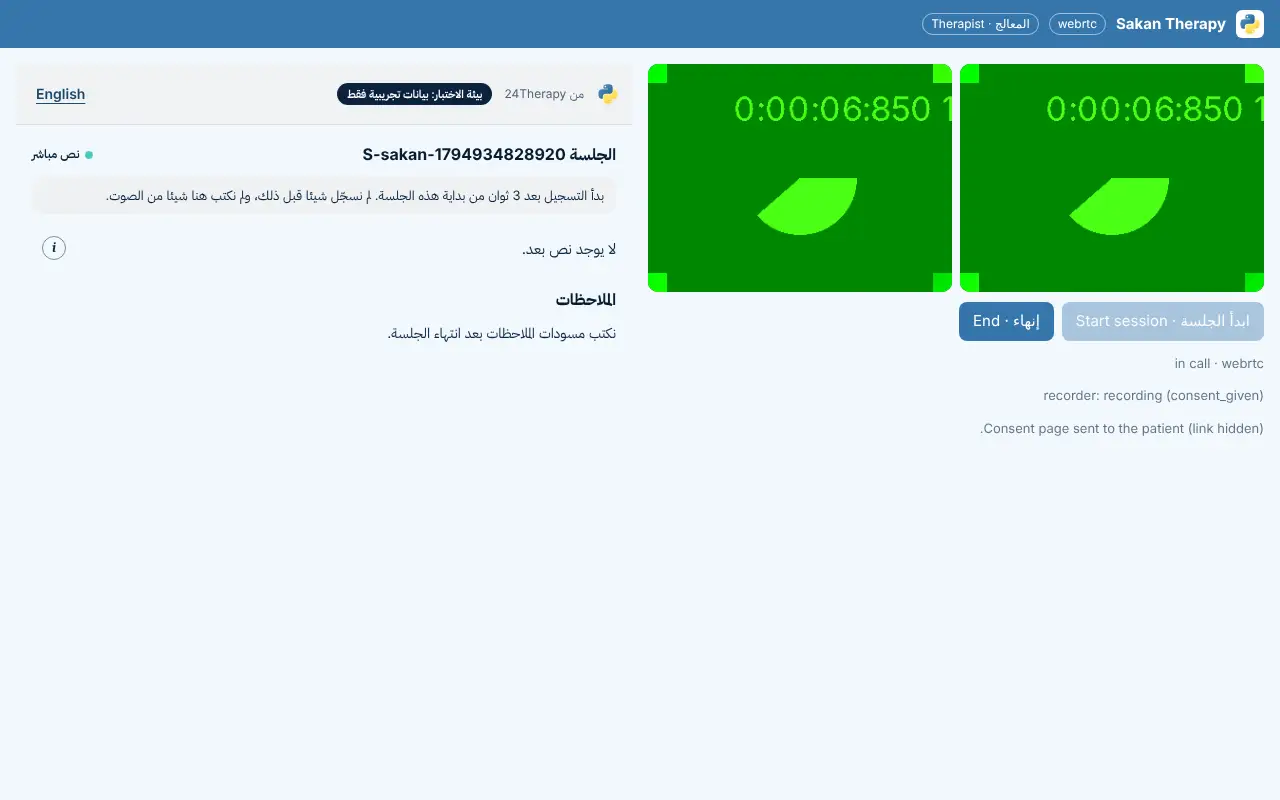 Sakan Therapy
webrtc
Therapist · المعالج
0:00:06:850 1
0:00:06:850 1
ابدأ الجلسة · Start session
إنهاء · End
in call · webrtc
recorder: recording (consent_given)
Consent page sent to the patient (link hidden).
من 24Therapy
بيئة الاختبار: بيانات تجريبية فقط
English
الجلسة S-sakan-1794934828920
نص مباشر
بدأ التسجيل بعد 3 ثوان من بداية هذه الجلسة. لم نسجّل شيئا قبل ذلك، ولم نكتب هنا شيئا من الصوت.
لا يوجد نص بعد.
i
الملاحظات
نكتب مسودات الملاحظات بعد انتهاء الجلسة.